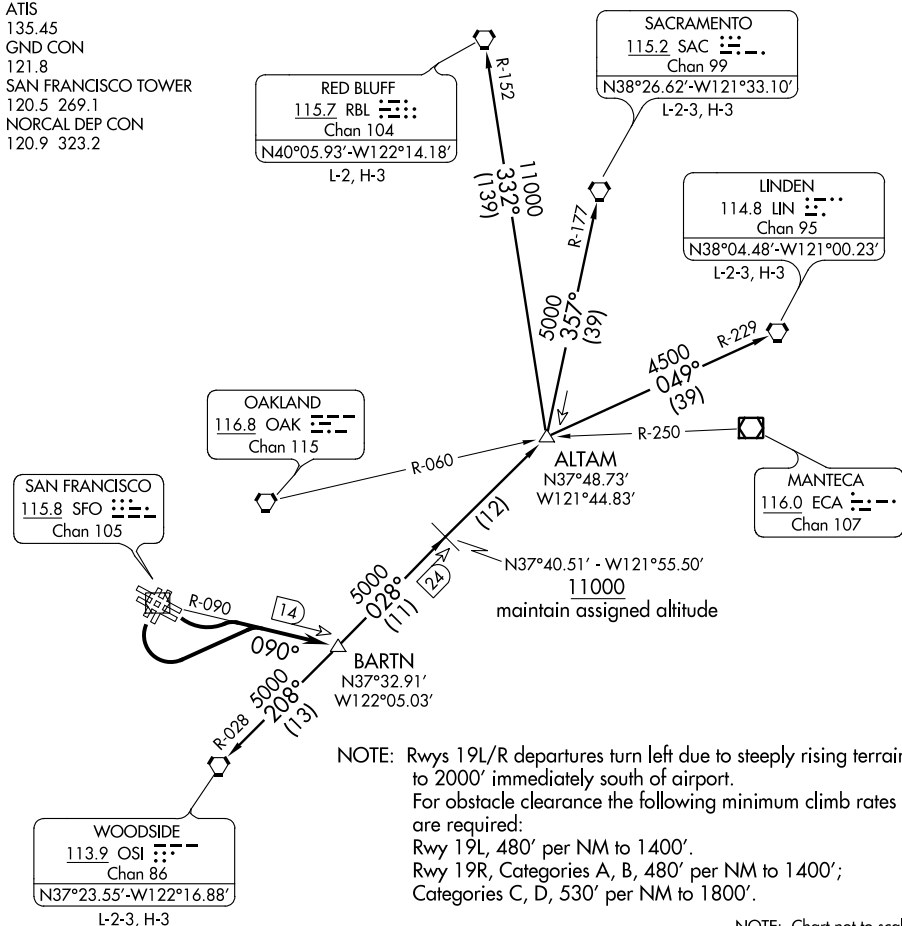 ATIS
135.45
GND CON
121.8
SAN FRANCISCO TOWER
120.5 269.1
NORCAL DEP CON
120.9 323.2
RED BLUFF
115.7 RBL
Chan 104
N40°05.93'-W122°14.18'
L-2, H-3
R-152
11000
332°
(139)
SACRAMENTO
115.2 SAC
Chan 99
N38°26.62'-W121°33.10'
L-2-3, H-3
R-177
5000
357°
(39)
LINDEN
114.8 LIN
Chan 95
N38°04.48'-W121°00.23'
L-2-3, H-3
R-229
4500
049°
(39)
OAKLAND
116.8 OAK
Chan 115
R-060
R-250
ALTAM
N37°48.73'
W121°44.83'
MANTECA
116.0 ECA
Chan 107
SAN FRANCISCO
115.8 SFO
Chan 105
R-090
14
090°
(12)
24
N37°40.51' - W121°55.50'
11000
maintain assigned altitude
5000
028°
(11)
BARTN
N37°32.91'
W122°05.03'
5000
208°
(13)
R-028
WOODSIDE
113.9 OSI
Chan 86
N37°23.55'-W122°16.88'
L-2-3, H-3
NOTE: Rwys 19L/R departures turn left due to steeply rising terrain
to 2000' immediately south of airport.
For obstacle clearance the following minimum climb rates
are required:
Rwy 19L, 480' per NM to 1400'.
Rwy 19R, Categories A, B, 480' per NM to 1400';
Categories C, D, 530' per NM to 1800'.
NOTE: Chart not to scal